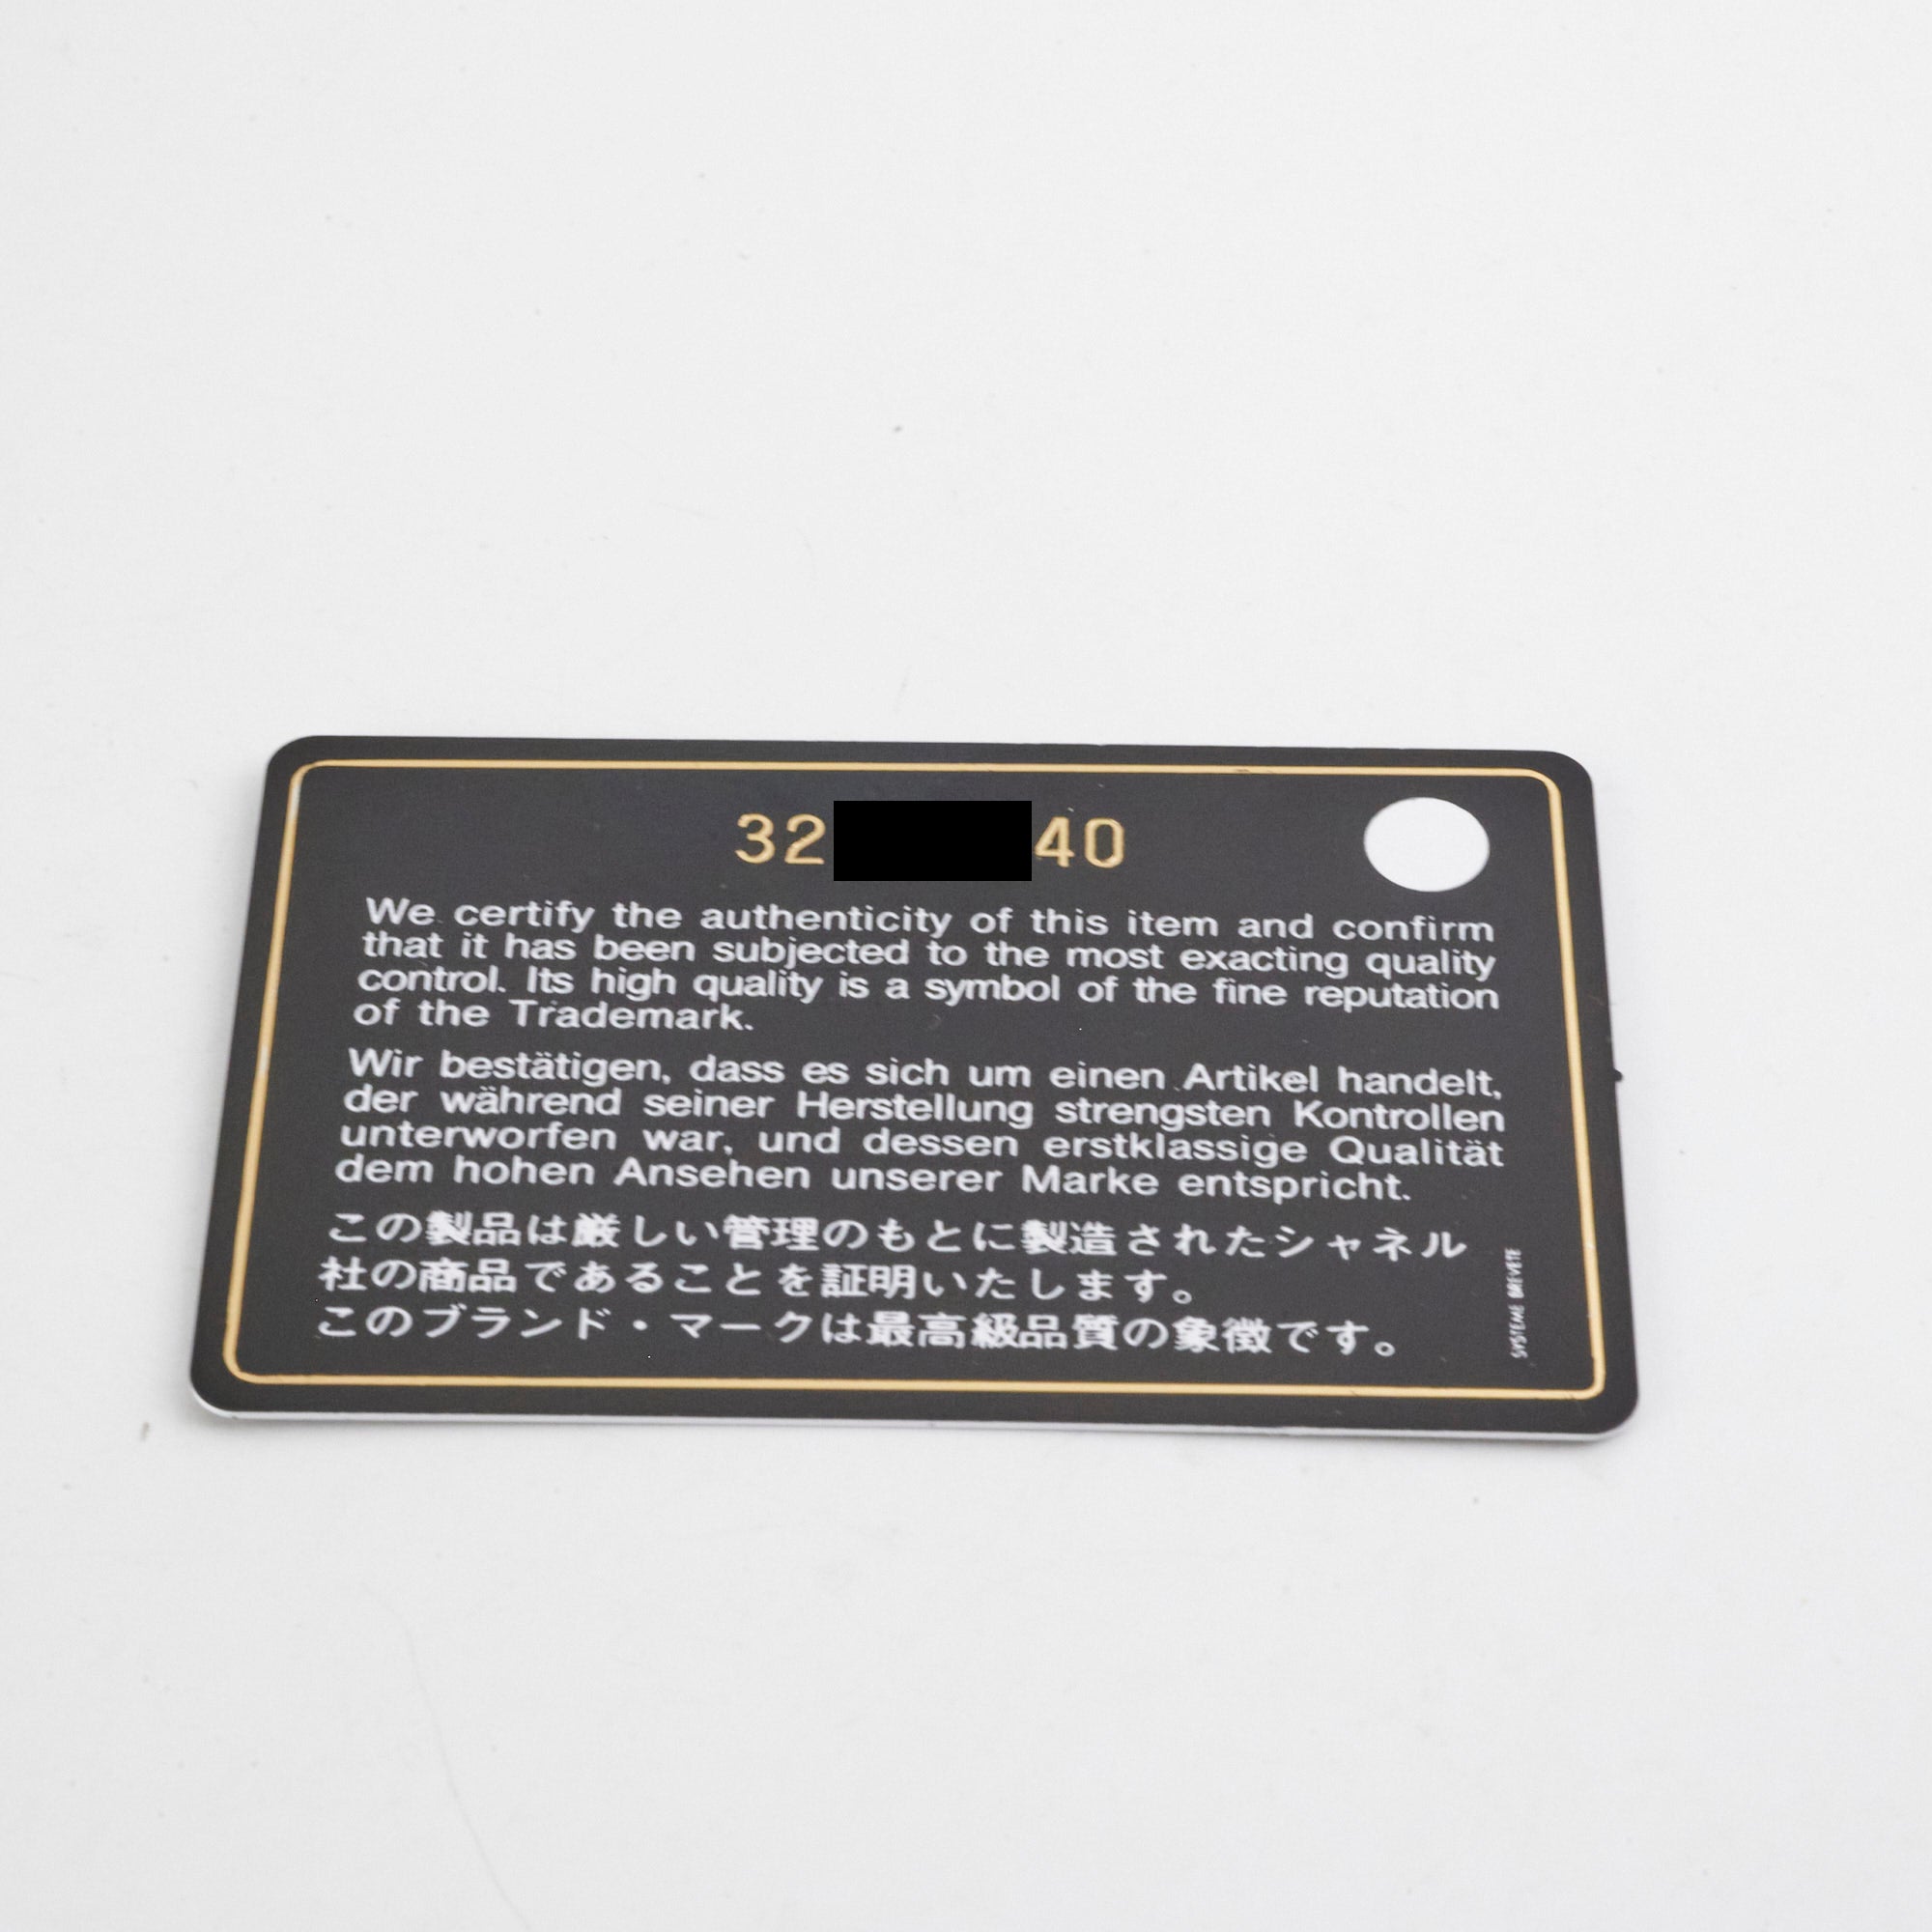 32 40
We certify the authenticity of this item and confirm
that it has been subjected to the most exacting quality
control. Its high quality is a symbol of the fine reputation
of the Trademark.
Wir bestätigen, dass es sich um einen Artikel handelt,
der während seiner Herstellung strengsten Kontrollen
unterworfen war, und dessen erstklassige Qualität
dem hohen Ansehen unserer Marke entspricht.
この製品は厳しい管理のもとに製造されたシャネル
社の商品であることを証明いたします。
このブランド・マークは最高級品質の象徴です。
SYSTEME BREVETE